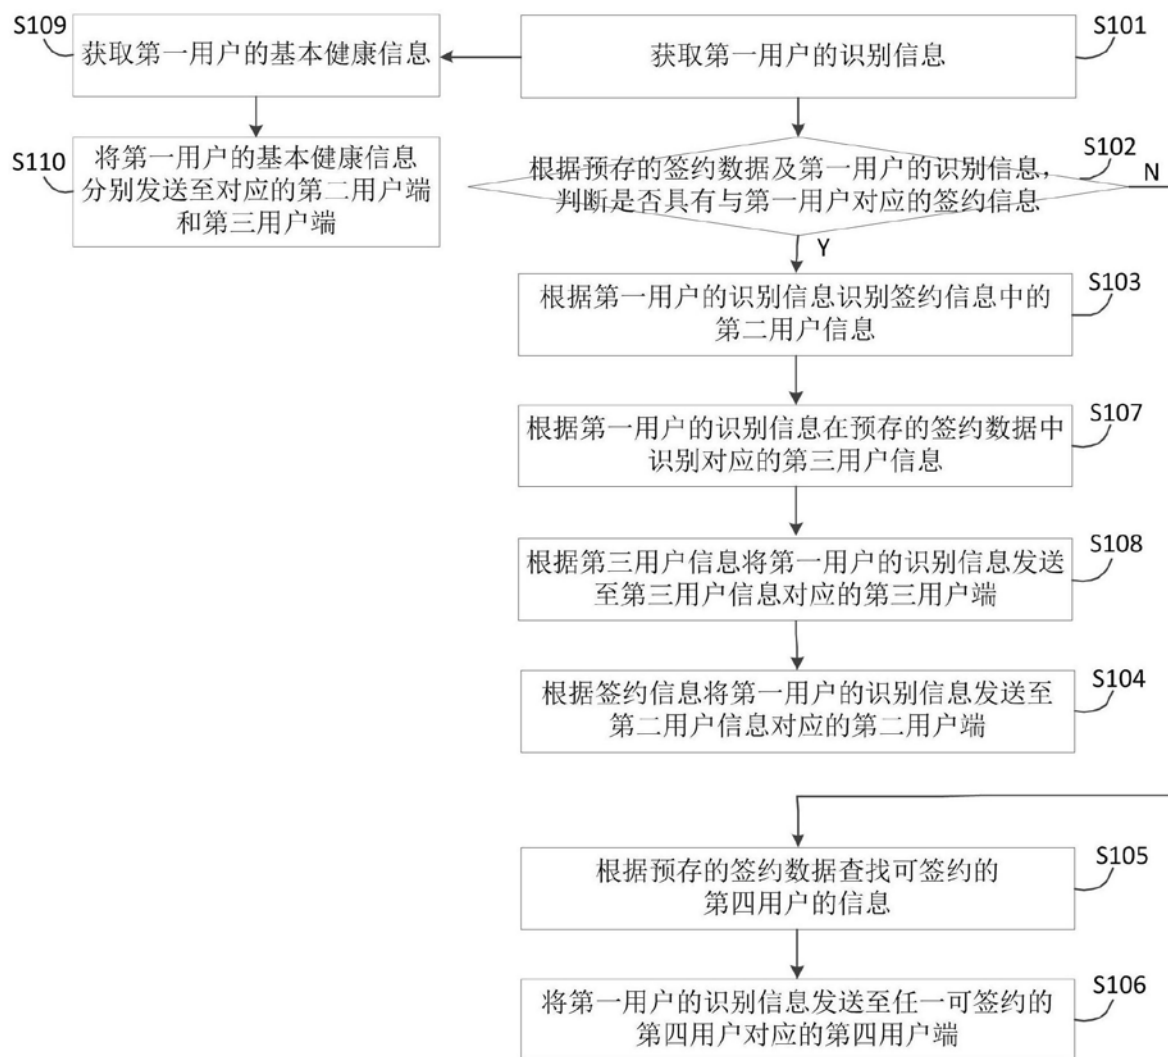 S109
获取第一用户的基本健康信息
S101
获取第一用户的识别信息
S110
将第一用户的基本健康信息
分别发送至对应的第二用户端
和第三用户端
S102
根据预存的签约数据及第一用户的识别信息，
判断是否具有与第一用户对应的签约信息
N
Y
S103
根据第一用户的识别信息识别签约信息中的
第二用户信息
S107
根据第一用户的识别信息在预存的签约数据中
识别对应的第三用户信息
S108
根据第三用户信息将第一用户的识别信息发送
至第三用户信息对应的第三用户端
S104
根据签约信息将第一用户的识别信息发送至
第二用户信息对应的第二用户端
S105
根据预存的签约数据查找可签约的
第四用户的信息
S106
将第一用户的识别信息发送至任一可签约的
第四用户对应的第四用户端